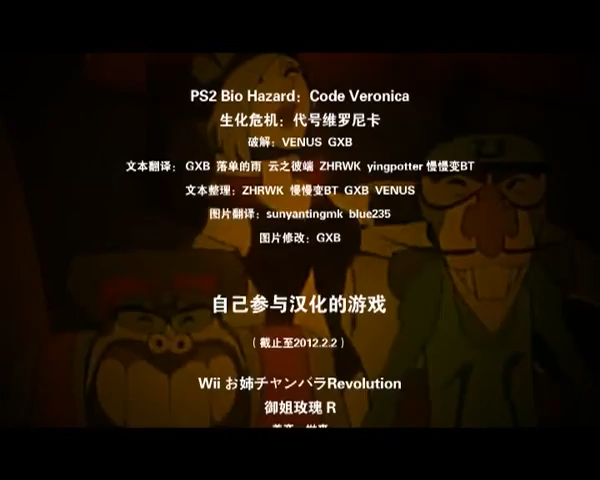 PS2 Bio Hazard：Code Veronica
生化危机：代号维罗尼卡
破解：VENUS GXB
文本翻译：GXB 落单的雨 云之彼端 ZHRWK yingpotter 慢慢变BT
文本整理：ZHRWK 慢慢变BT GXB VENUS
图片翻译：sunyantingmk blue235
图片修改：GXB
自己参与汉化的游戏
（截止至2012.2.2）
Wii お姉チャンバラRevolution
御姐玫瑰 R